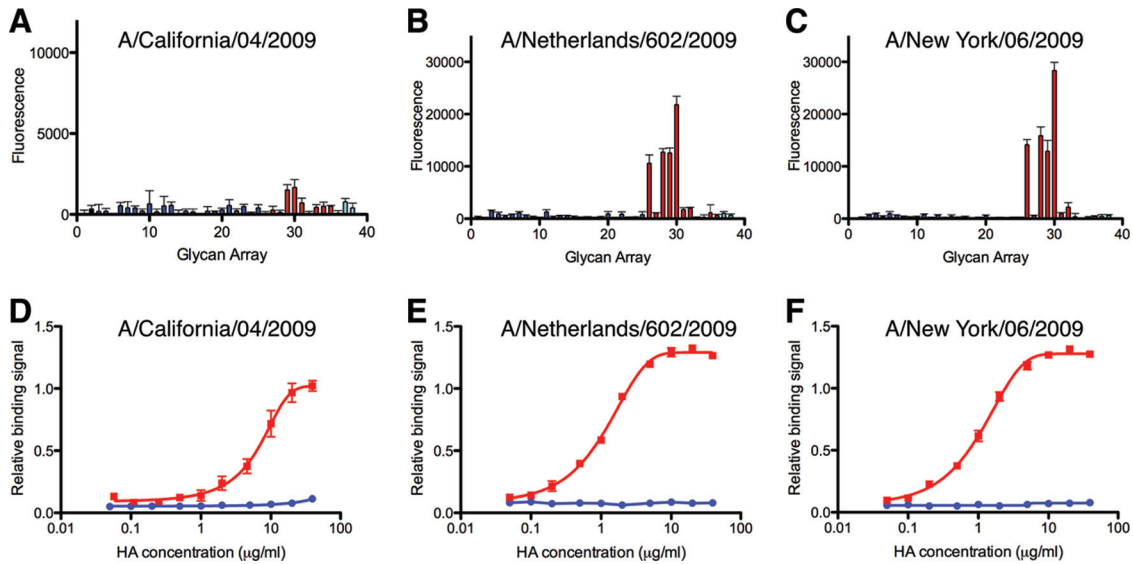 A
A/California/04/2009
10000
5000
0
Fluorescence
0 10 20 30 40
Glycan Array
B
A/Netherlands/602/2009
30000
20000
10000
0
Fluorescence
0 10 20 30 40
Glycan Array
C
A/New York/06/2009
30000
20000
10000
0
Fluorescence
0 10 20 30 40
Glycan Array
D
A/California/04/2009
1.5
1.0
0.5
0.0
Relative binding signal
0.01 0.1 1 10 100
HA concentration (μg/ml)
E
A/Netherlands/602/2009
1.5
1.0
0.5
0.0
Relative binding signal
0.01 0.1 1 10 100
HA concentration (μg/ml)
F
A/New York/06/2009
1.5
1.0
0.5
0.0
Relative binding signal
0.01 0.1 1 10 100
HA concentration (μg/ml)